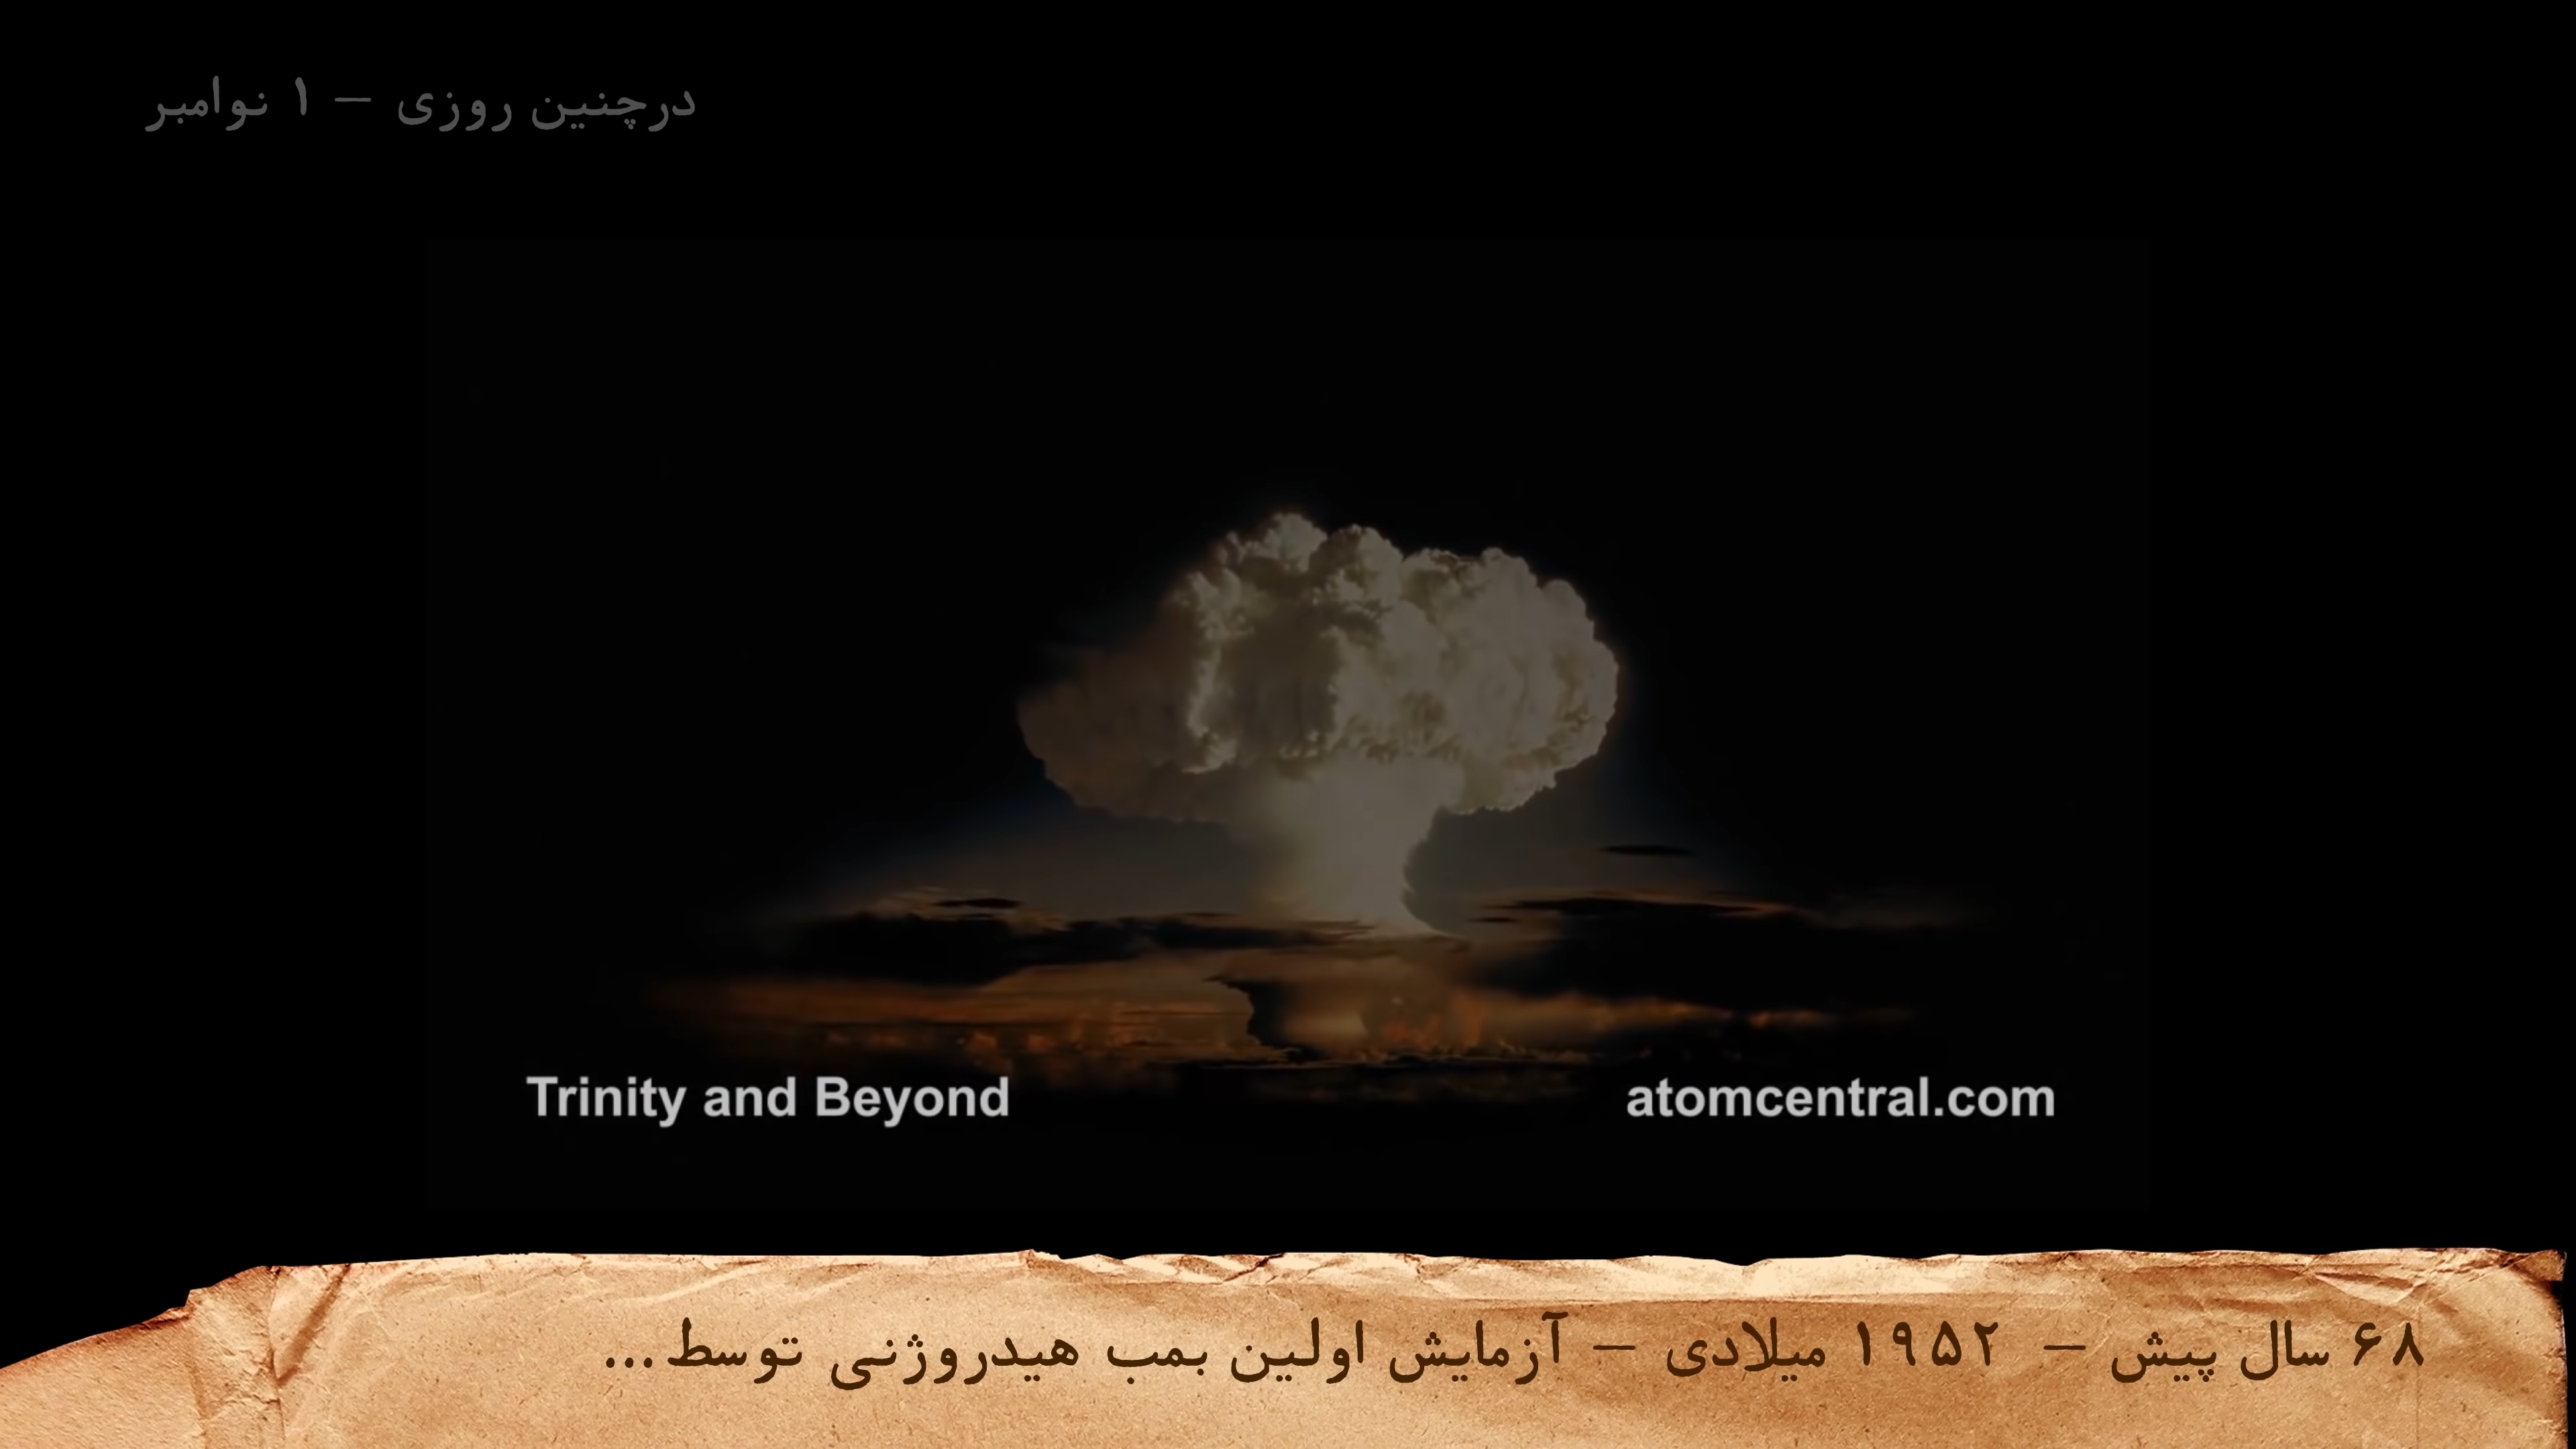 درچنین روزی – ۱ نوامبر
Trinity and Beyond
atomcentral.com
۶۸ سال پیش – ۱۹۵۲ میلادی – آزمایش اولین بمب هیدروژنی توسط...